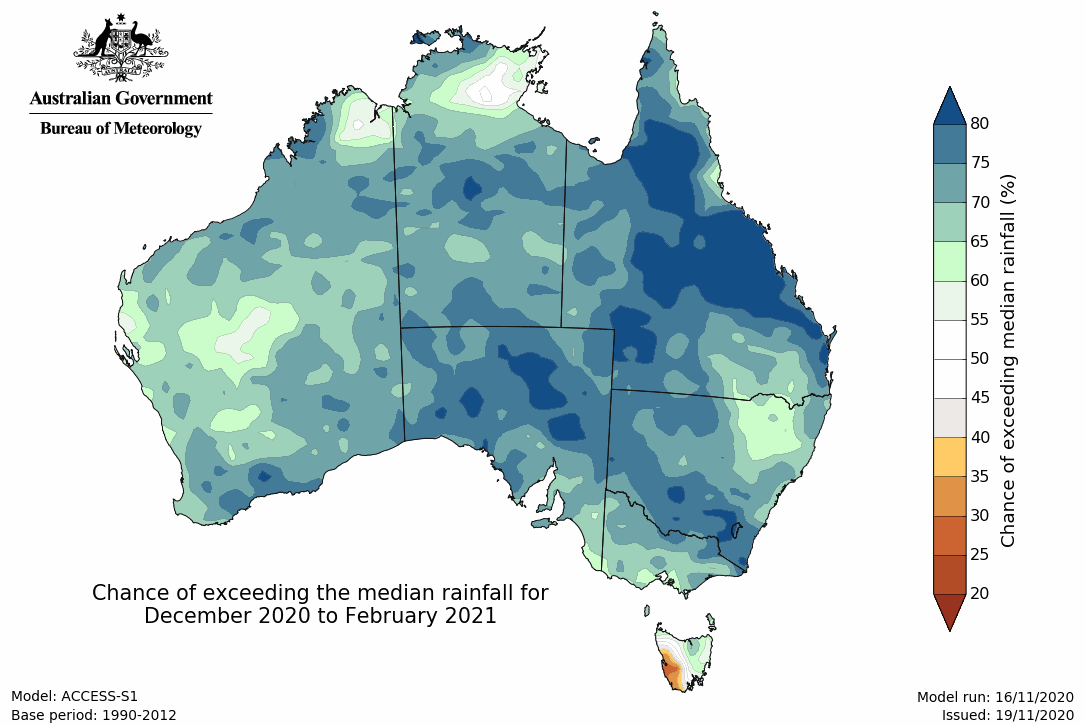 AUSTRALIA
Australian Government
Bureau of Meteorology
80
75
70
65
60
55
50
45
40
35
30
25
20
Chance of exceeding median rainfall (%)
Chance of exceeding the median rainfall for
December 2020 to February 2021
Model: ACCESS-S1
Base period: 1990-2012
Model run: 16/11/2020
Issued: 19/11/2020